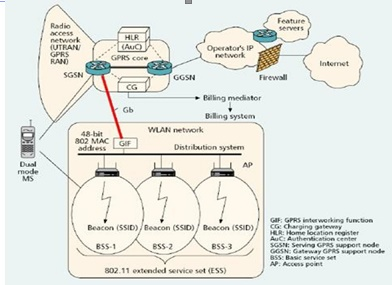 Radio
access
network
(UTRAN/
GPRS
RAN)
HLR
(AuC)
GPRS core
SGSN
GGSN
CG
Operator's IP
network
Feature
servers
Firewall
Internet
Billing mediator
Billing system
Gb
Dual
mode
MS
WLAN network
48-bit
802 MAC
address
GIF
Distribution system
AP
Beacon (SSID)
Beacon (SSID)
Beacon (SSID)
BSS-1
BSS-2
BSS-3
802.11 extended service set (ESS)
GIF: GPRS interworking function
CG: Charging gateway
HLR: Home location register
AuC: Authentication center
SGSN: Serving GPRS support node
GGSN: Gateway GPRS support node
BSS: Basic service set
AP: Access point